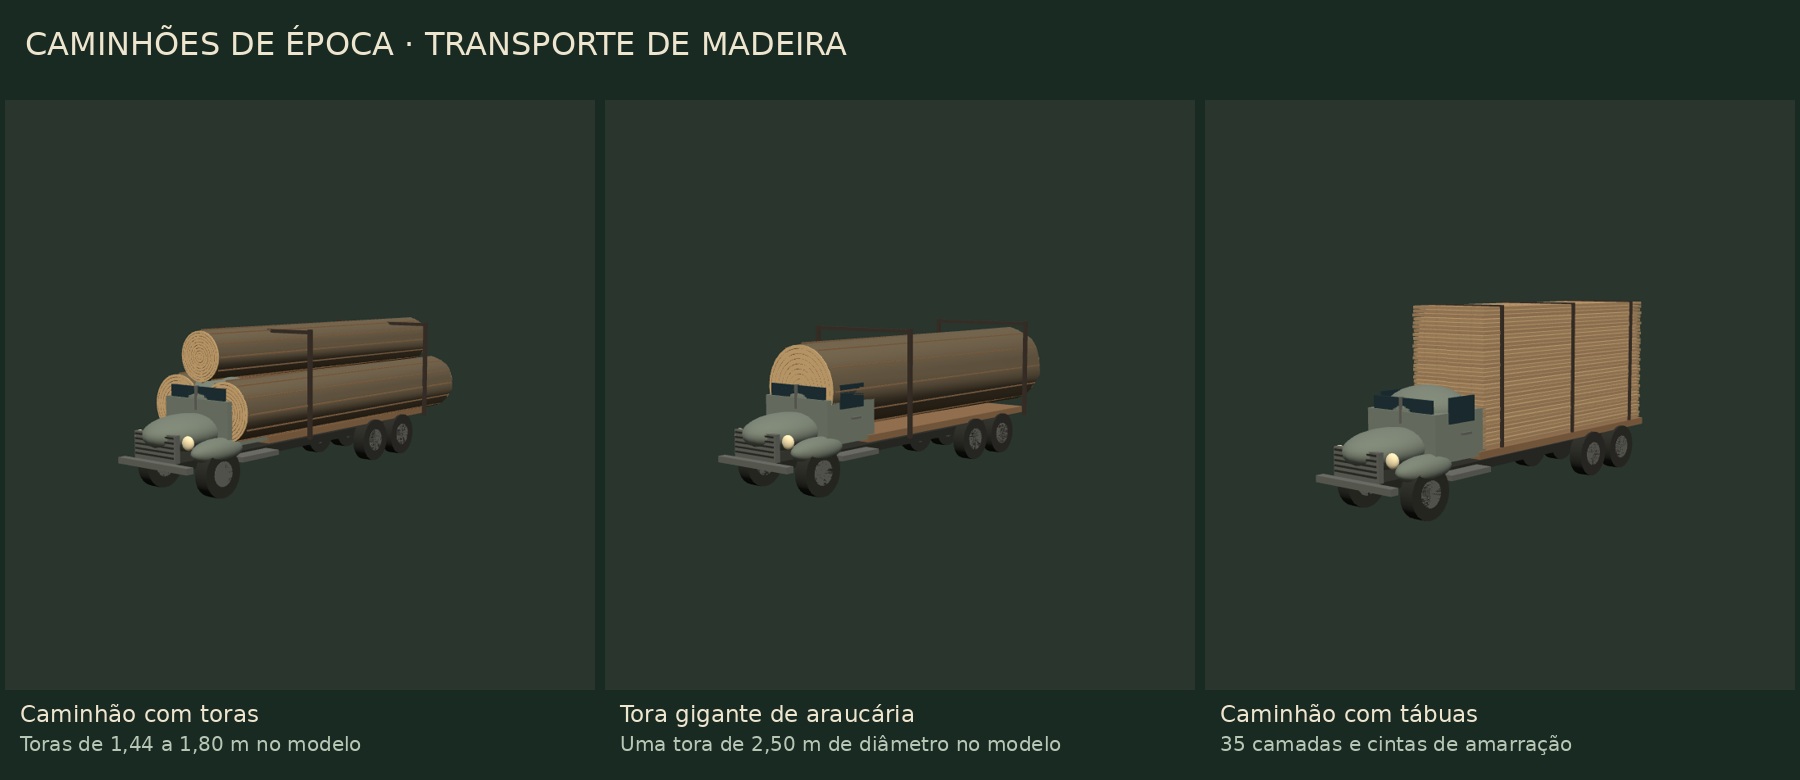 CAMINHÕES DE ÉPOCA · TRANSPORTE DE MADEIRA
Caminhão com toras
Toras de 1,44 a 1,80 m no modelo
Tora gigante de araucária
Uma tora de 2,50 m de diâmetro no modelo
Caminhão com tábuas
35 camadas e cintas de amarração